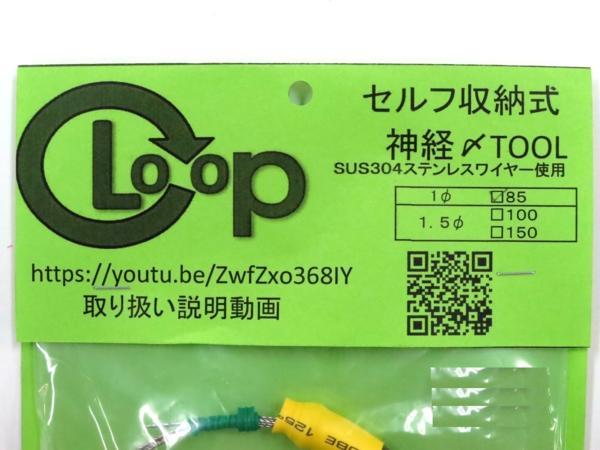 Loop
セルフ収納式
神経〆TOOL
SUS304ステンレスワイヤー使用
1φ ☑85
1.5φ □100
□150
https://youtu.be/ZwfZxo368IY
取り扱い説明動画
UBE 125°